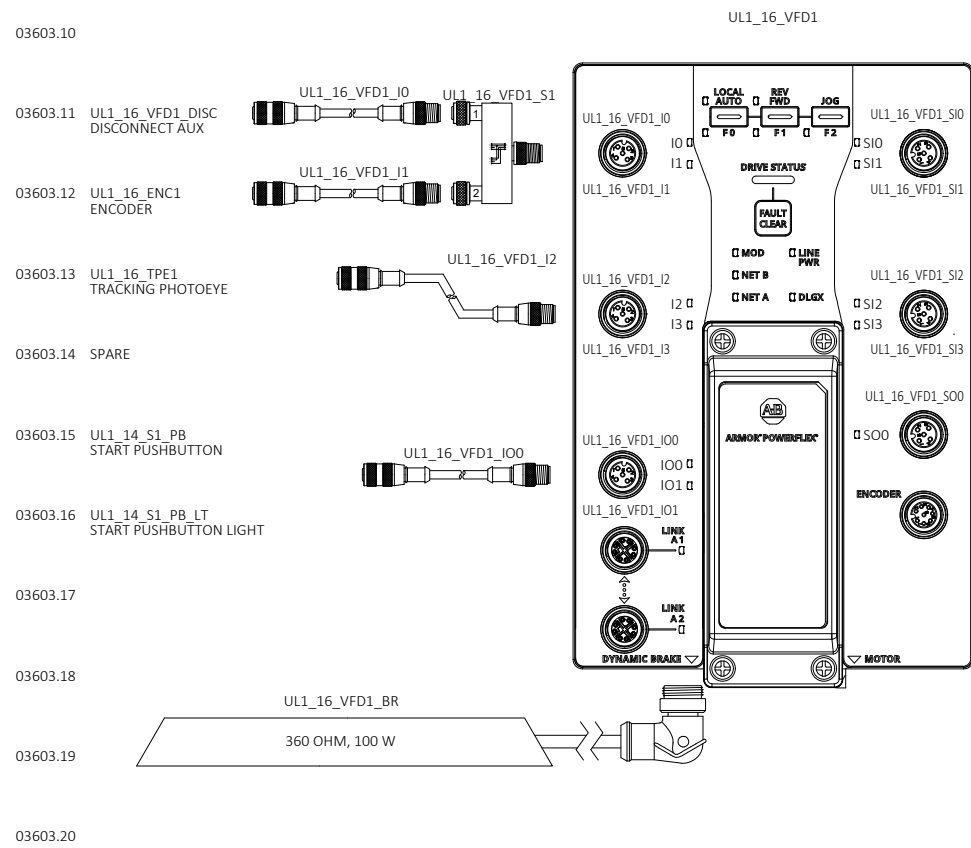 UL1_16_VFD1
03603.10
03603.11 UL1_16_VFD1_DISC
DISCONNECT AUX
UL1_16_VFD1_I0
UL1_16_VFD1_S1
1
03603.12 UL1_16_ENC1
ENCODER
UL1_16_VFD1_I1
2
03603.13 UL1_16_TPE1
TRACKING PHOTOEYE
UL1_16_VFD1_I2
03603.14 SPARE
03603.15 UL1_14_S1_PB
START PUSHBUTTON
UL1_16_VFD1_IO0
03603.16 UL1_14_S1_PB_LT
START PUSHBUTTON LIGHT
03603.17
03603.18
UL1_16_VFD1_BR
360 OHM, 100 W
03603.19
03603.20
LOCAL
AUTO
REV
FWD
JOG
F0
F1
F2
UL1_16_VFD1_I0
I0
I1
UL1_16_VFD1_I1
DRIVE STATUS
FAULT
CLEAR
UL1_16_VFD1_SI0
SI0
SI1
UL1_16_VFD1_SI1
MOD
LINE
PWR
NET B
NET A
DLGX
UL1_16_VFD1_I2
I2
I3
UL1_16_VFD1_I3
UL1_16_VFD1_SI2
SI2
SI3
UL1_16_VFD1_SI3
AB
ARMOR POWERFLEX
UL1_16_VFD1_SO0
SO0
ENCODER
UL1_16_VFD1_IO0
IO0
IO1
UL1_16_VFD1_IO1
LINK
A1
LINK
A2
DYNAMIC BRAKE
MOTOR